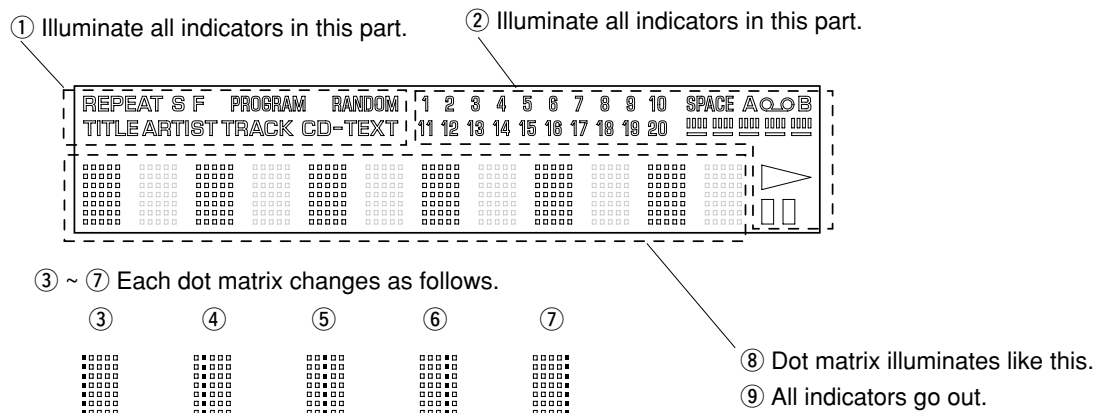 ① Illuminate all indicators in this part.
② Illuminate all indicators in this part.
REPEAT S F PROGRAM RANDOM 1 2 3 4 5 6 7 8 9 10 SPACE A B
TITLE ARTIST TRACK CD-TEXT 11 12 13 14 15 16 17 18 19 20
③ ~ ⑦ Each dot matrix changes as follows.
③ ④ ⑤ ⑥ ⑦
⑧ Dot matrix illuminates like this.
⑨ All indicators go out.